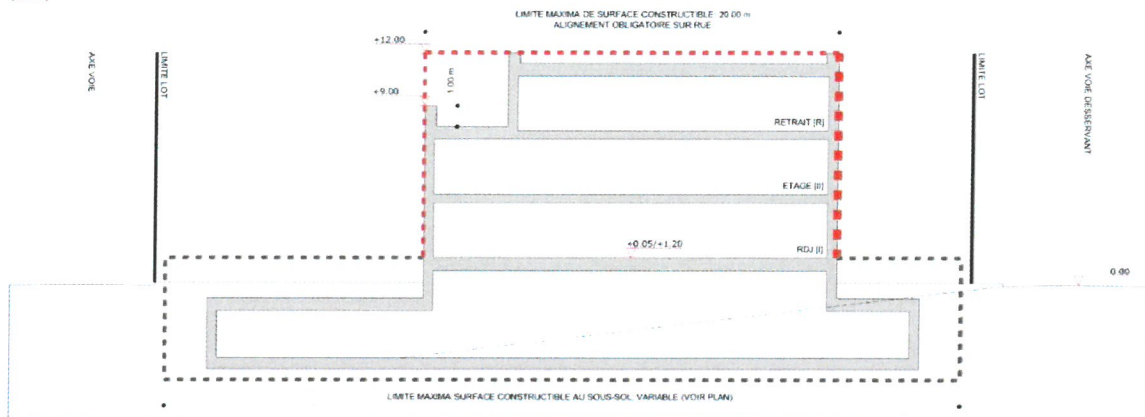 LIMITE MAXIMA DE SURFACE CONSTRUCTIBLE 20.00 m
ALIGNEMENT OBLIGATOIRE SUR RUE
+12.00
AXE VOIE
LIMITE LOT
1.00 m
LIMITE LOT
AXE VOIE DESSERVANT
+9.00
RETRAIT [R]
ETAGE [II]
+0.05/+1.20
RDJ [I]
0.00
LIMITE MAXIMA SURFACE CONSTRUCTIBLE AU SOUS-SOL VARIABLE (VOIR PLAN)